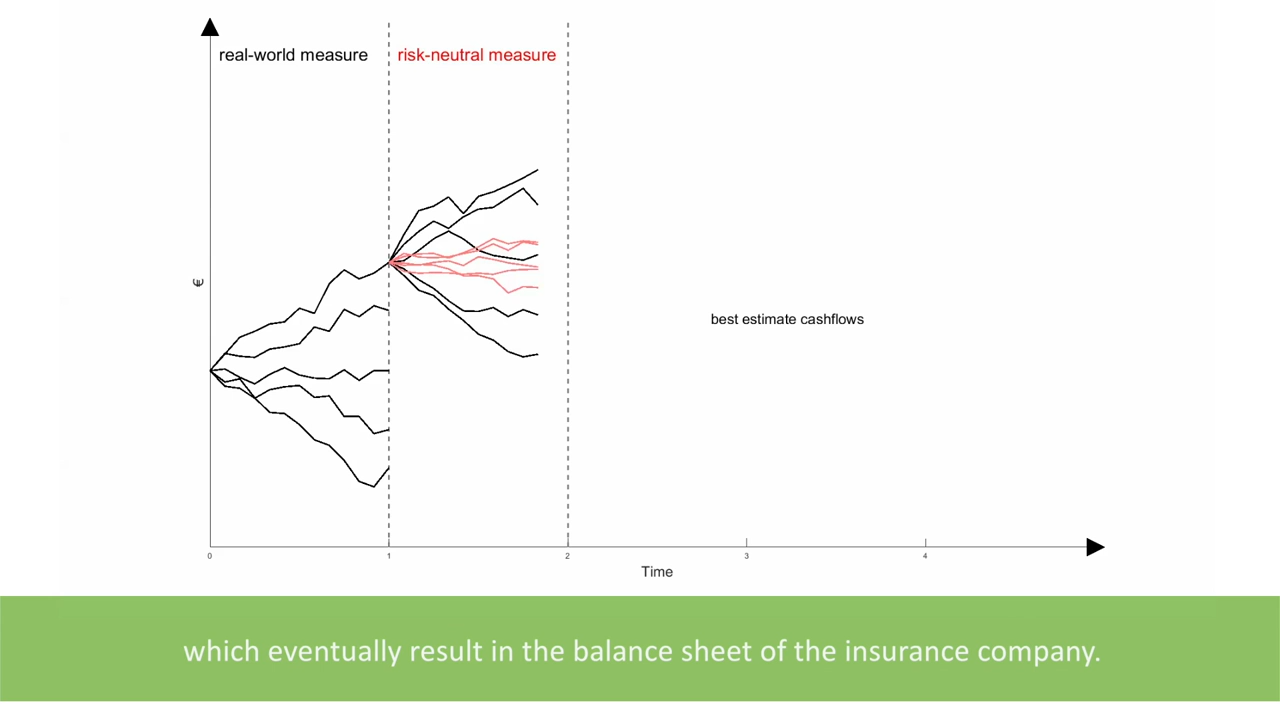 real-world measure
risk-neutral measure
€
best estimate cashflows
0
1
2
3
4
Time
which eventually result in the balance sheet of the insurance company.